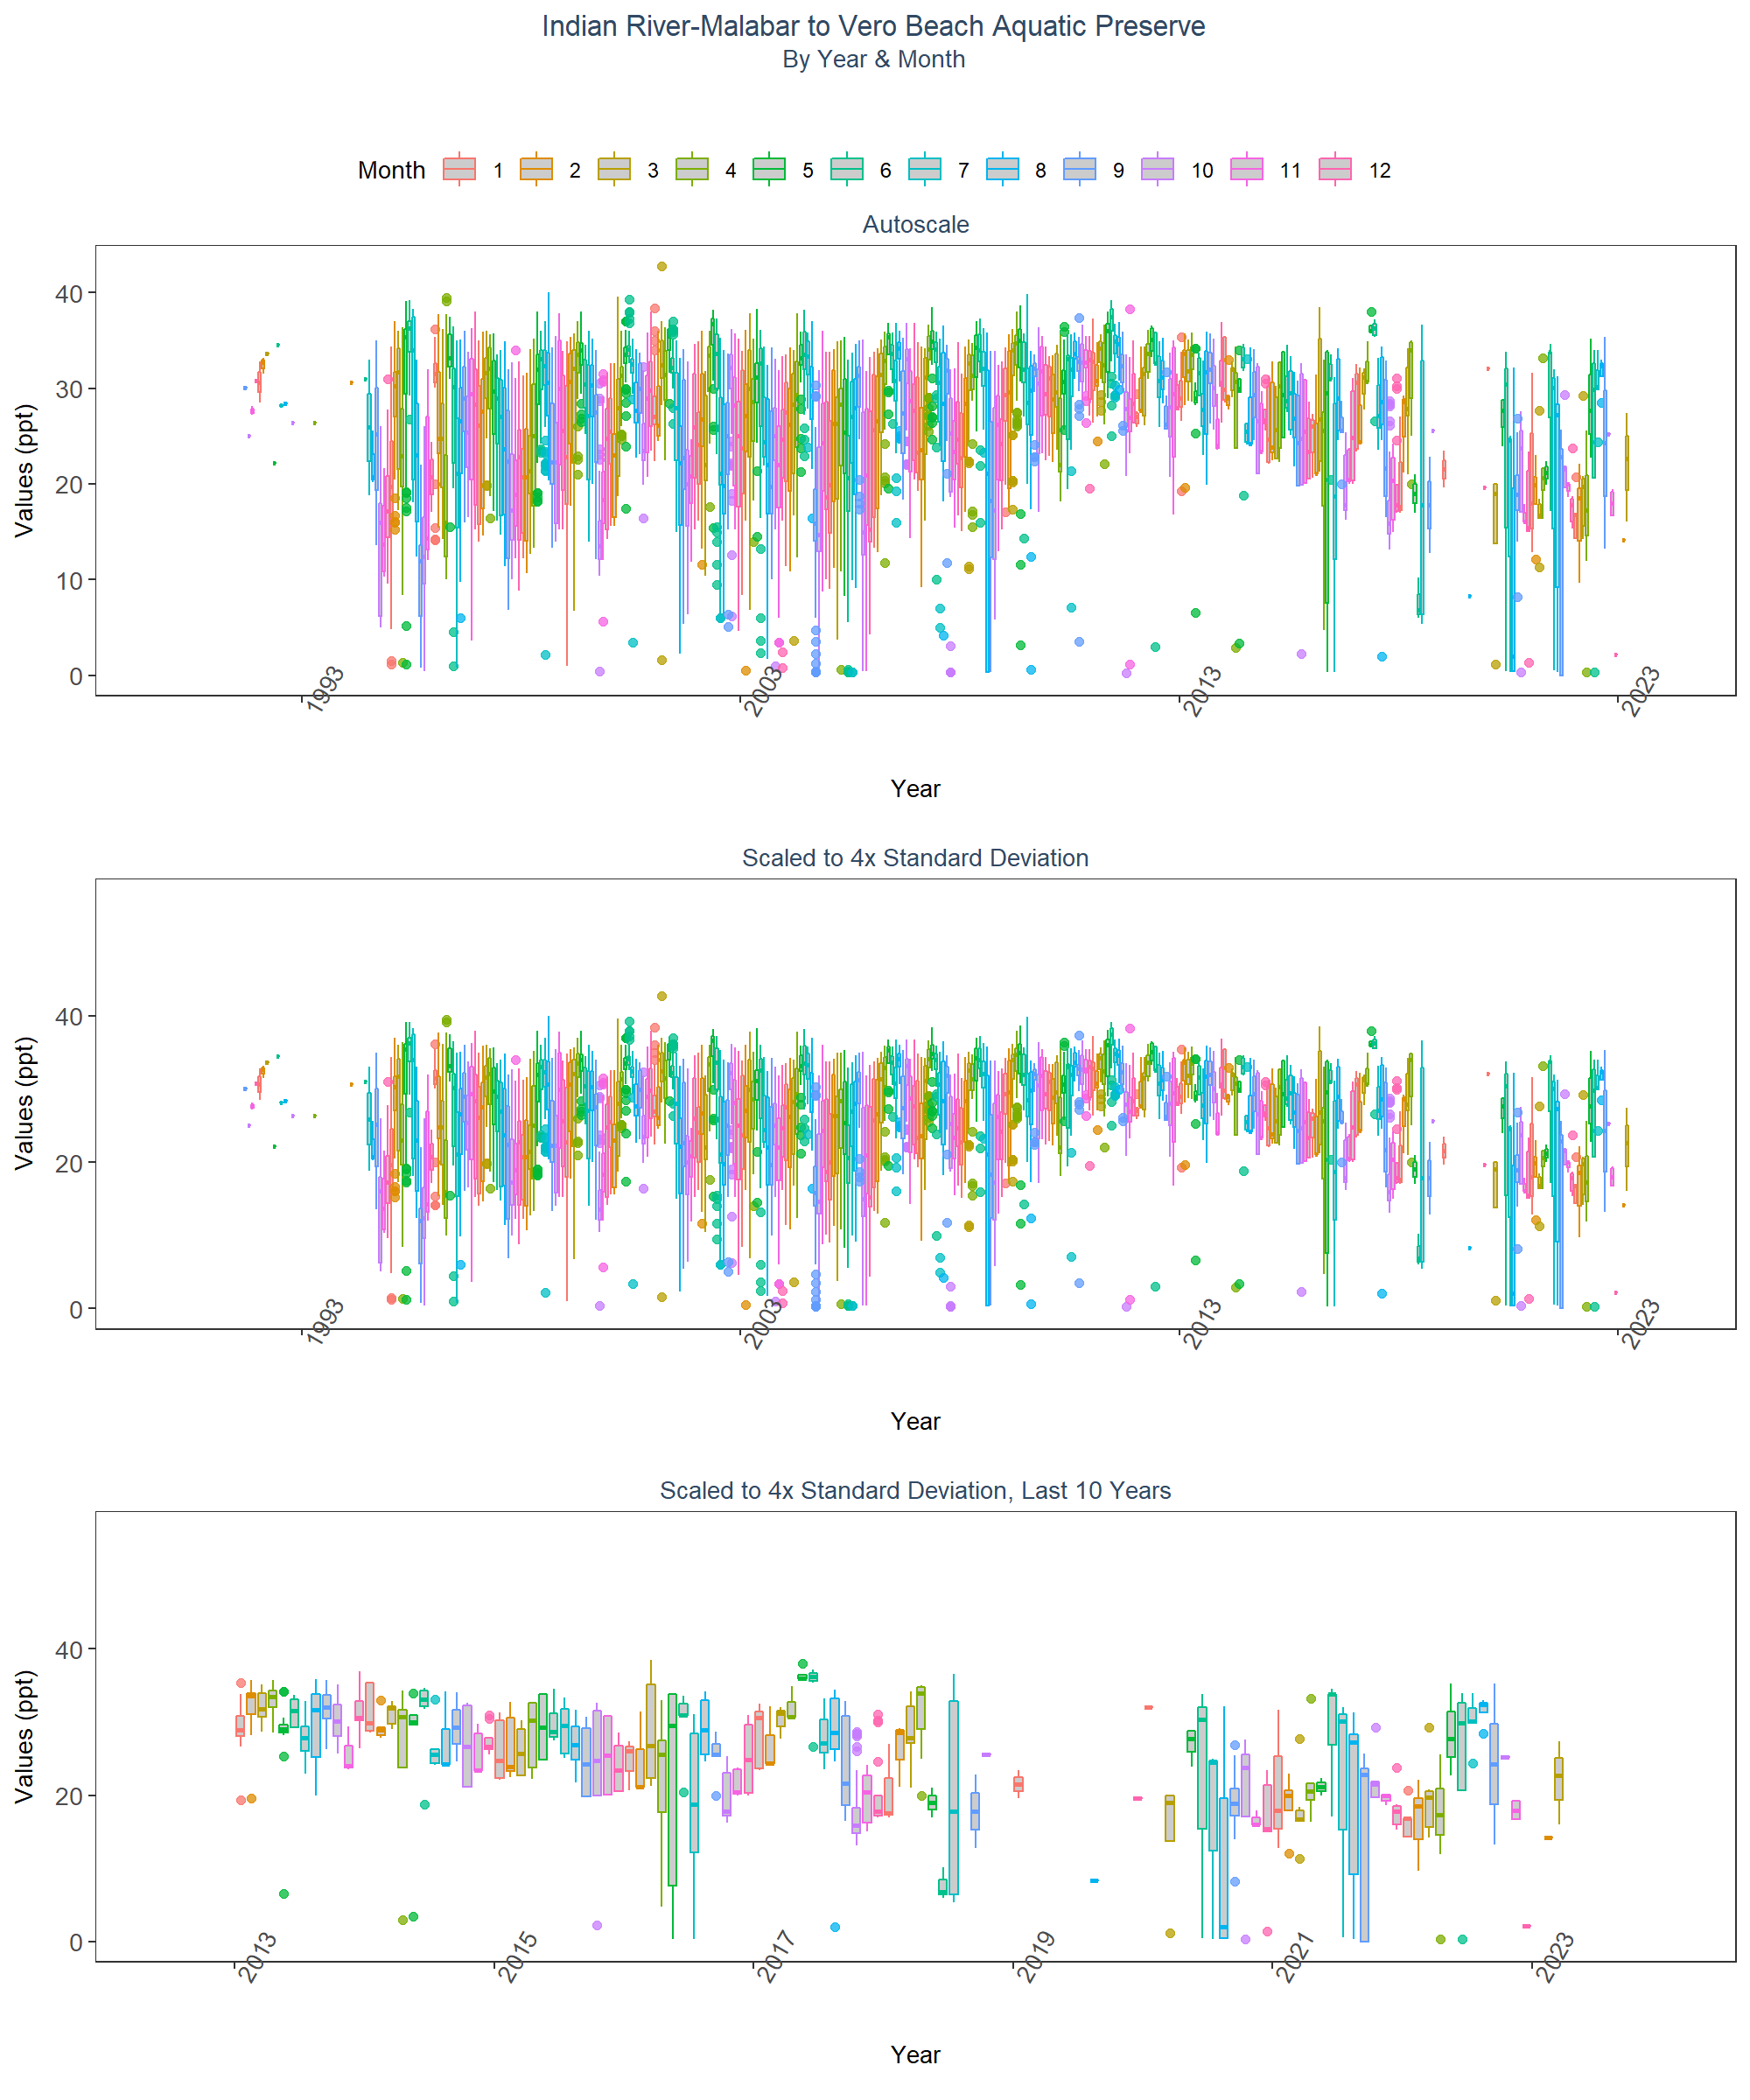 Indian River-Malabar to Vero Beach Aquatic Preserve
By Year & Month
Month 1 2 3 4 5 6 7 8 9 10 11 12
Autoscale
Values (ppt)
40
30
20
10
0
1993 2003 2013 2023
Year
Scaled to 4x Standard Deviation
Values (ppt)
40
20
0
1993 2003 2013 2023
Year
Scaled to 4x Standard Deviation, Last 10 Years
Values (ppt)
40
20
0
2013 2015 2017 2019 2021 2023
Year